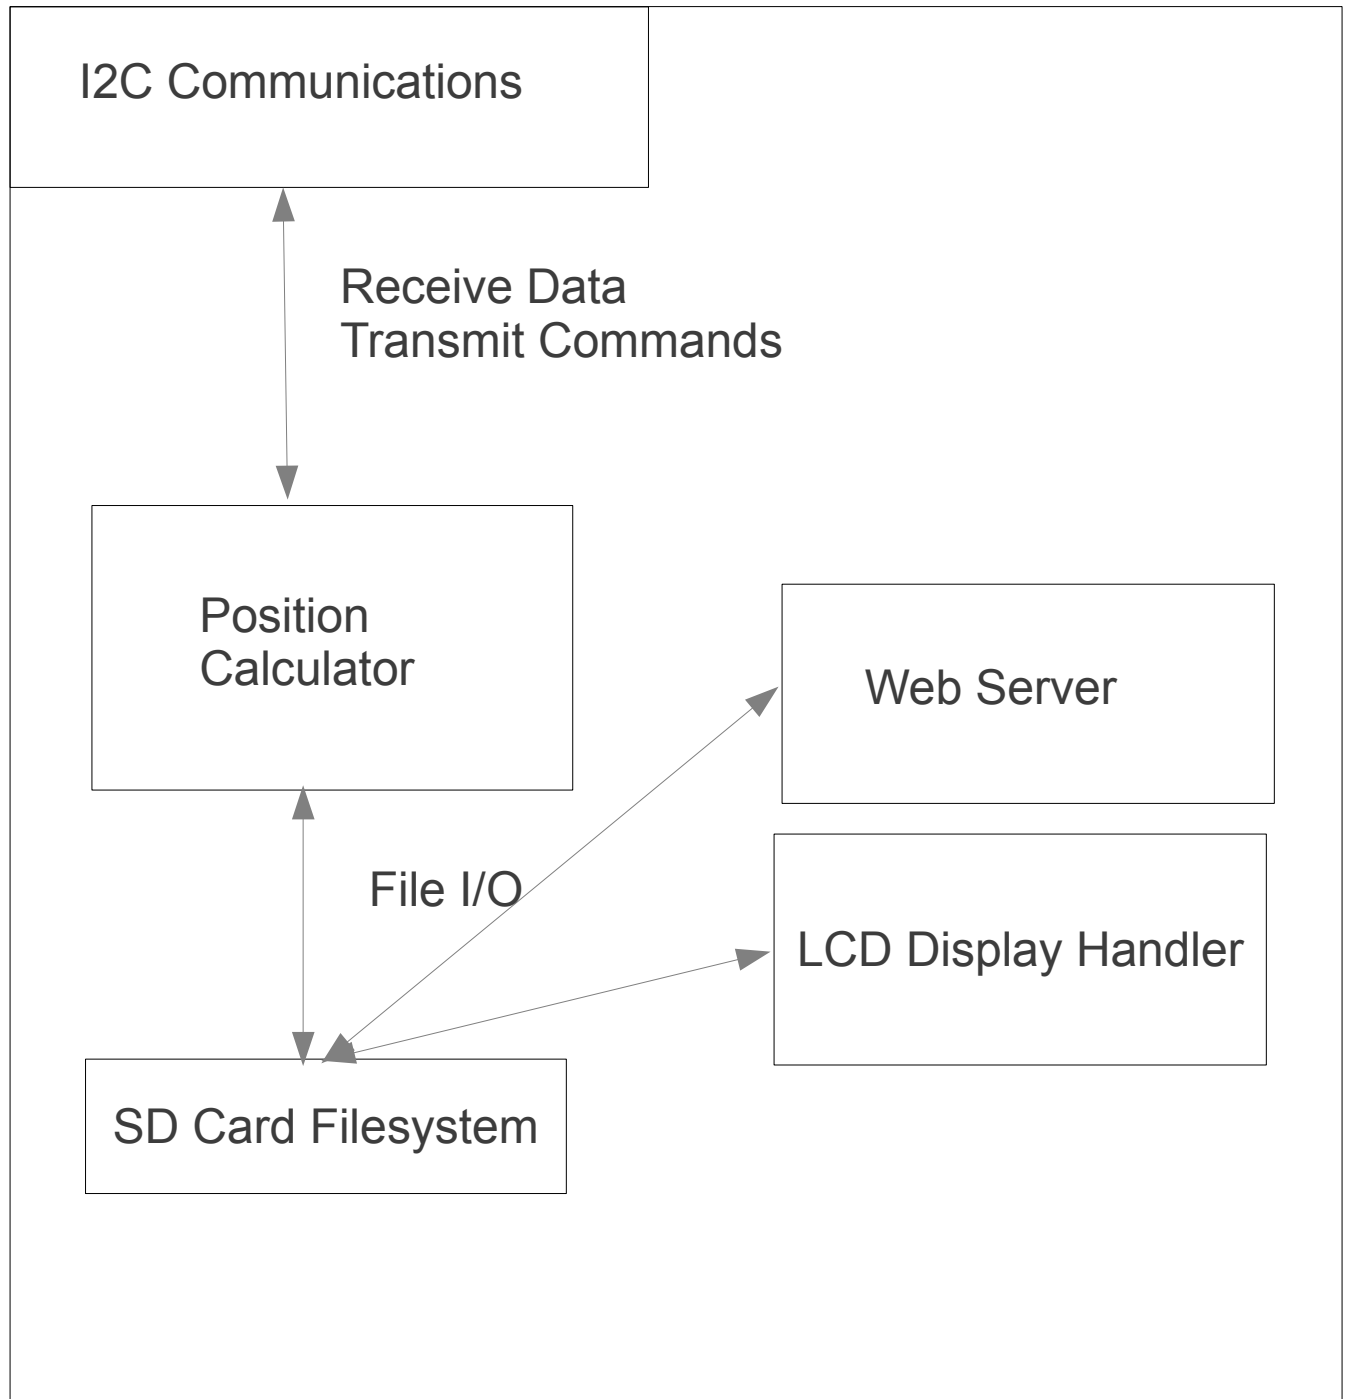 I2C Communications
Receive Data
Transmit Commands
Position
Calculator
Web Server
File I/O
LCD Display Handler
SD Card Filesystem